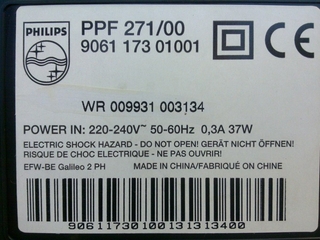 PHILIPS
PPF 271/00
9061 173 01001
CE
WR 009931 003134
POWER IN: 220-240V~ 50-60Hz 0,3A 37W
ELECTRIC SHOCK HAZARD - DO NOT OPEN! GERÄT NICHT ÖFFNEN!
RISQUE DE CHOC ELECTRIQUE - NE PAS OUVRIR!
EFW-BE Galileo 2 PH
MADE IN CHINA/FABRIQUÉ EN CHINE
90611730100131313400